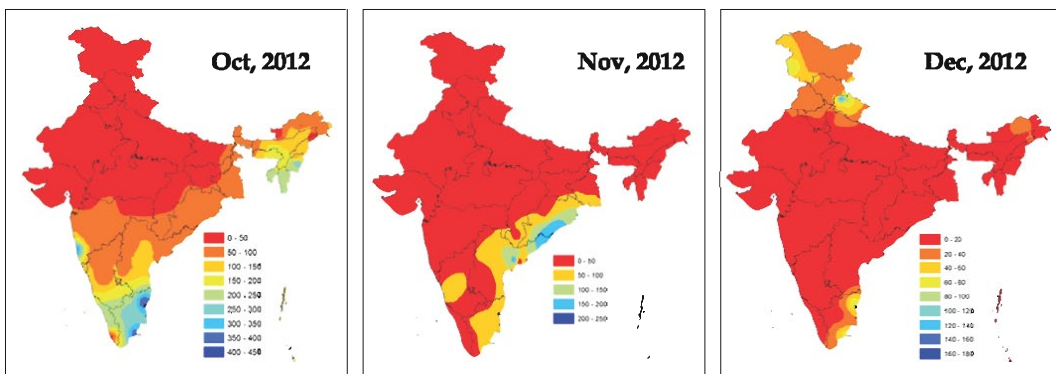 Oct, 2012
0 - 50
50 - 100
100 - 150
150 - 200
200 - 250
250 - 300
300 - 350
350 - 400
400 - 450
Nov, 2012
0 - 50
50 - 100
100 - 150
150 - 200
200 - 250
Dec, 2012
0 - 20
20 - 40
40 - 60
60 - 80
80 - 100
100 - 120
120 - 140
140 - 160
160 - 180